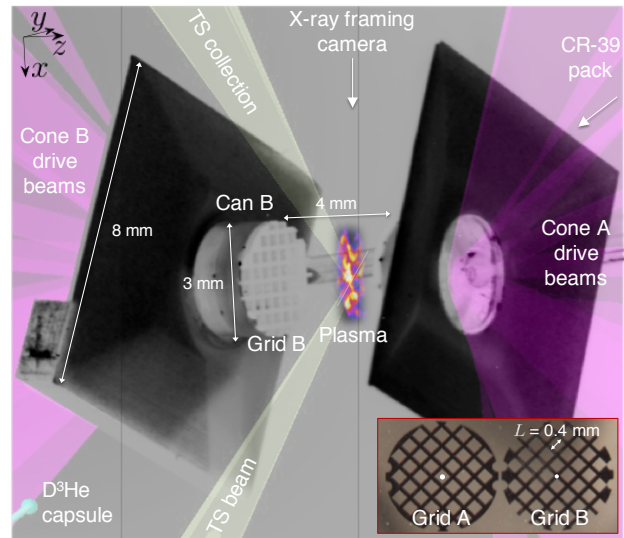 y
z
x
TS collection
X-ray framing
camera
CR-39
pack
Cone B
drive
beams
Can B
4 mm
8 mm
3 mm
Cone A
drive
beams
Grid B
Plasma
L = 0.4 mm
D³He
capsule
TS beam
Grid A
Grid B